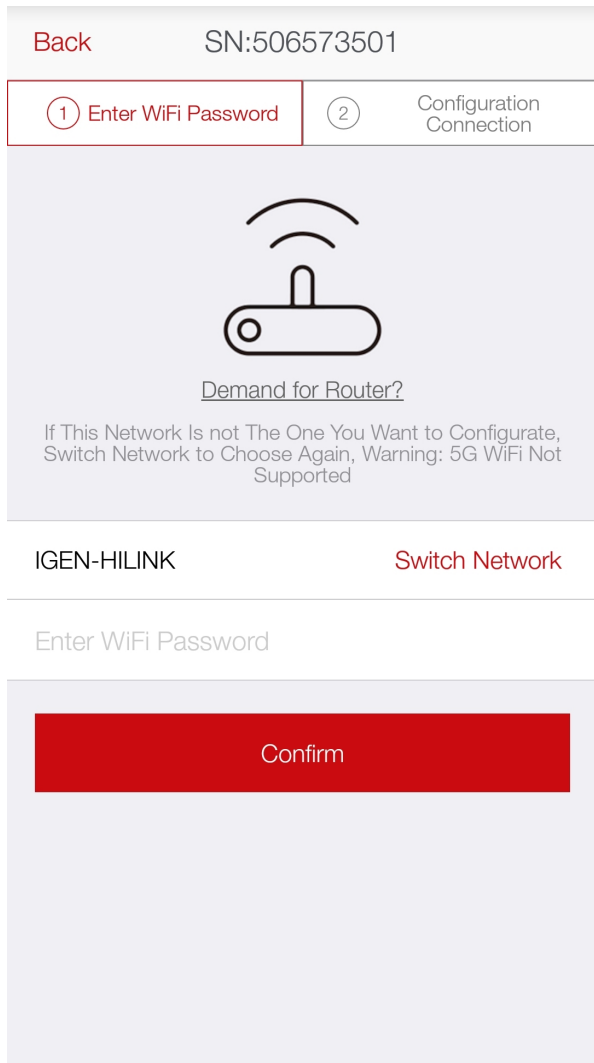 Back SN:506573501
1 Enter WiFi Password 2 Configuration
Connection
Demand for Router?
If This Network Is not The One You Want to Configurate,
Switch Network to Choose Again, Warning: 5G WiFi Not
Supported
IGEN-HILINK Switch Network
Enter WiFi Password
Confirm